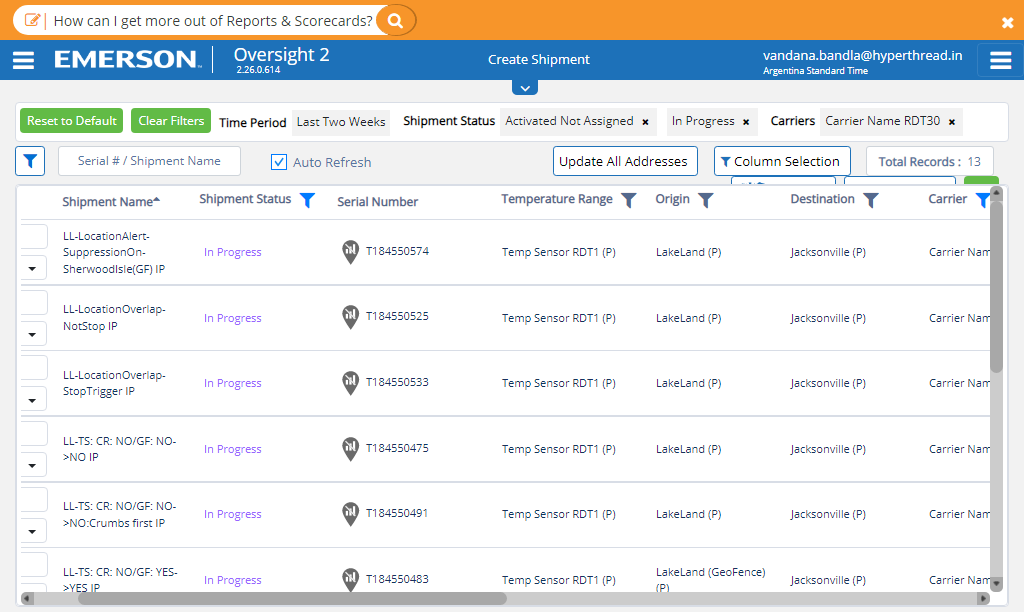 How can I get more out of Reports & Scorecards?
EMERSON.
Oversight 2
2.26.0.614
Create Shipment
vandana.bandla@hyperthread.in
Argentina Standard Time
Reset to Default
Clear Filters
Time Period
Last Two Weeks
Shipment Status
Activated Not Assigned ×
In Progress ×
Carriers
Carrier Name RDT30 ×
Serial # / Shipment Name
Auto Refresh
Update All Addresses
Column Selection
Total Records : 13
Shipment Name
Shipment Status
Serial Number
Temperature Range
Origin
Destination
Carrier
LL-LocationAlert-
SuppressionOn-
SherwoodIsle(GF) IP
In Progress
T184550574
Temp Sensor RDT1 (P)
LakeLand (P)
Jacksonville (P)
Carrier Nam
LL-LocationOverlap-
NotStop IP
In Progress
T184550525
Temp Sensor RDT1 (P)
LakeLand (P)
Jacksonville (P)
Carrier Nam
LL-LocationOverlap-
StopTrigger IP
In Progress
T184550533
Temp Sensor RDT1 (P)
LakeLand (P)
Jacksonville (P)
Carrier Nam
LL-TS: CR: NO/GF: NO-
>NO IP
In Progress
T184550475
Temp Sensor RDT1 (P)
LakeLand (P)
Jacksonville (P)
Carrier Nam
LL-TS: CR: NO/GF: NO-
>NO:Crumbs first IP
In Progress
T184550491
Temp Sensor RDT1 (P)
LakeLand (P)
Jacksonville (P)
Carrier Nam
LL-TS: CR: NO/GF: YES-
>YES IP
In Progress
T184550483
Temp Sensor RDT1 (P)
LakeLand (GeoFence)
(P)
Jacksonville (P)
Carrier Nam